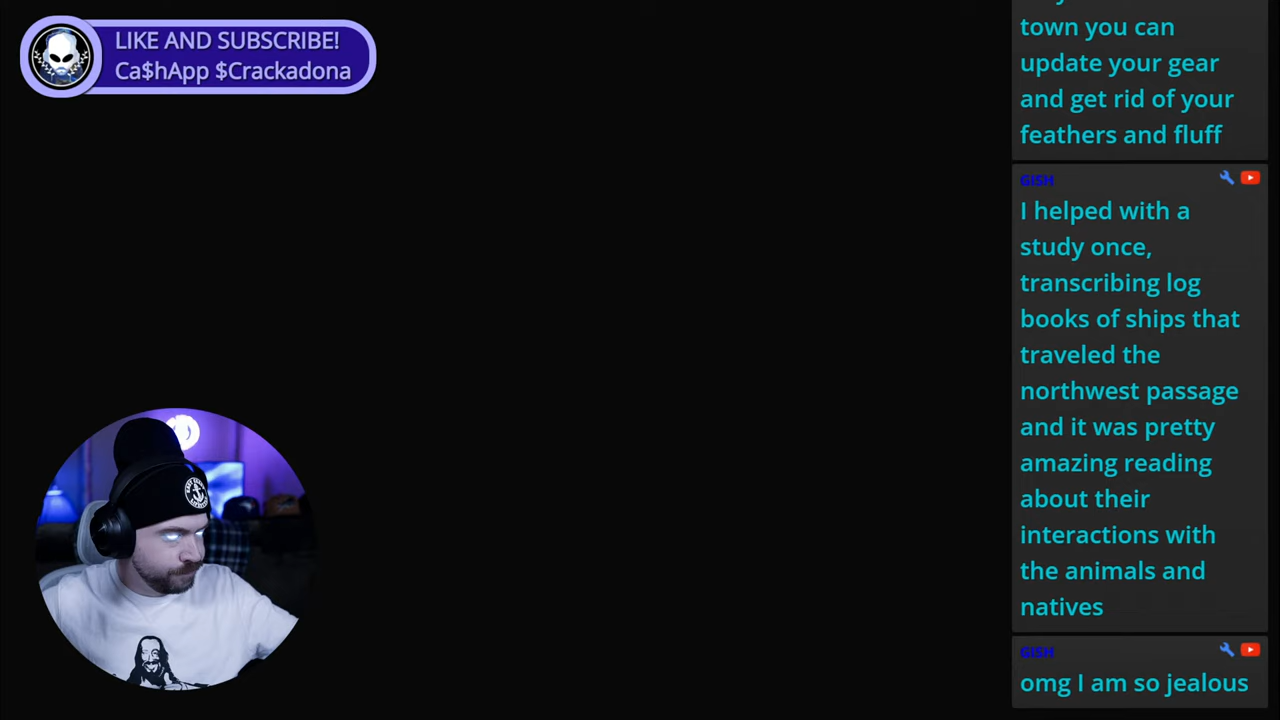 LIKE AND SUBSCRIBE!
Ca$hApp $Crackadona
town you can
update your gear
and get rid of your
feathers and fluff
GISH
I helped with a
study once,
transcribing log
books of ships that
traveled the
northwest passage
and it was pretty
amazing reading
about their
interactions with
the animals and
natives
GISH
omg I am so jealous